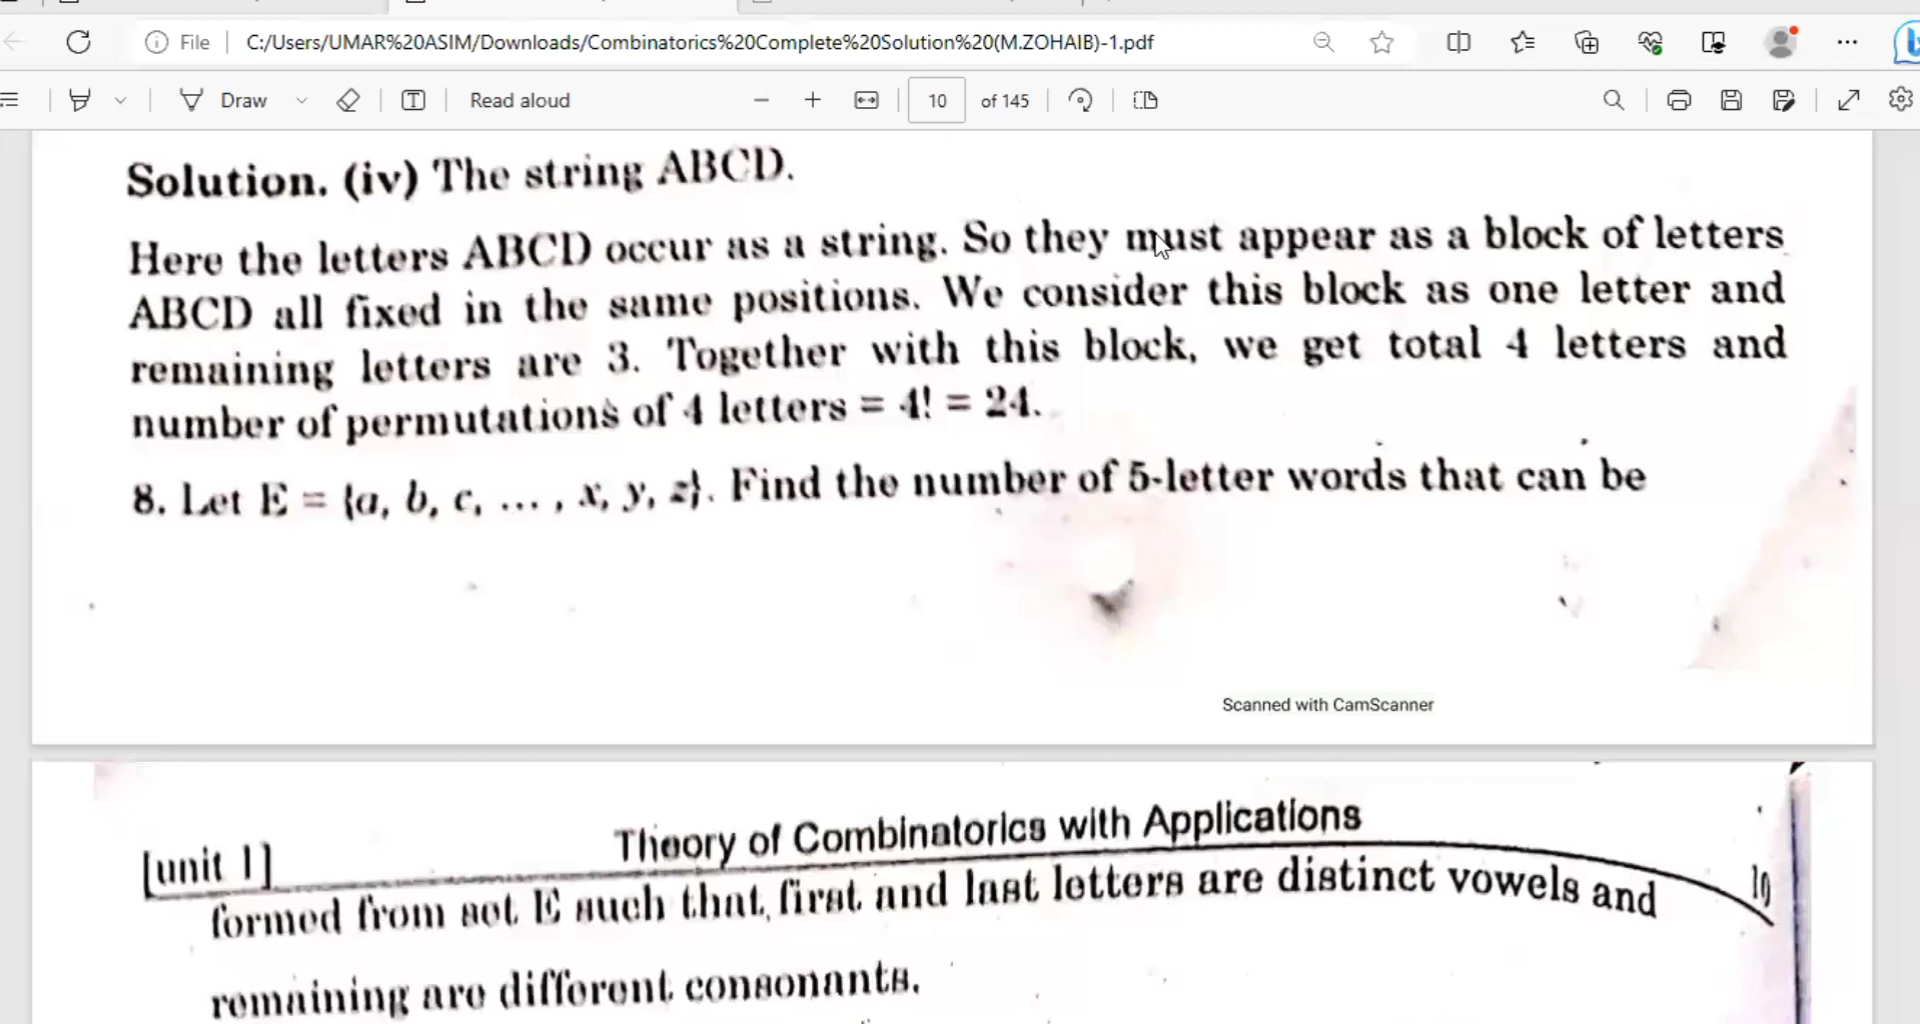 File
C:/Users/UMAR%20ASIM/Downloads/Combinatorics%20Complete%20Solution%20(M.ZOHAIB)-1.pdf
Draw
Read aloud
10 of 145
Solution. (iv) The string ABCD.
Here the letters ABCD occur as a string. So they must appear as a block of letters
ABCD all fixed in the same positions. We consider this block as one letter and
remaining letters are 3. Together with this block, we get total 4 letters and
number of permutations of 4 letters = 4! = 24.
8. Let E = {a, b, c, ... , x, y, z}. Find the number of 5-letter words that can be
Scanned with CamScanner
Theory of Combinatorics with Applications
[unit 1] 10
formed from set E such that, first and last letters are distinct vowels and
remaining are different consonants.